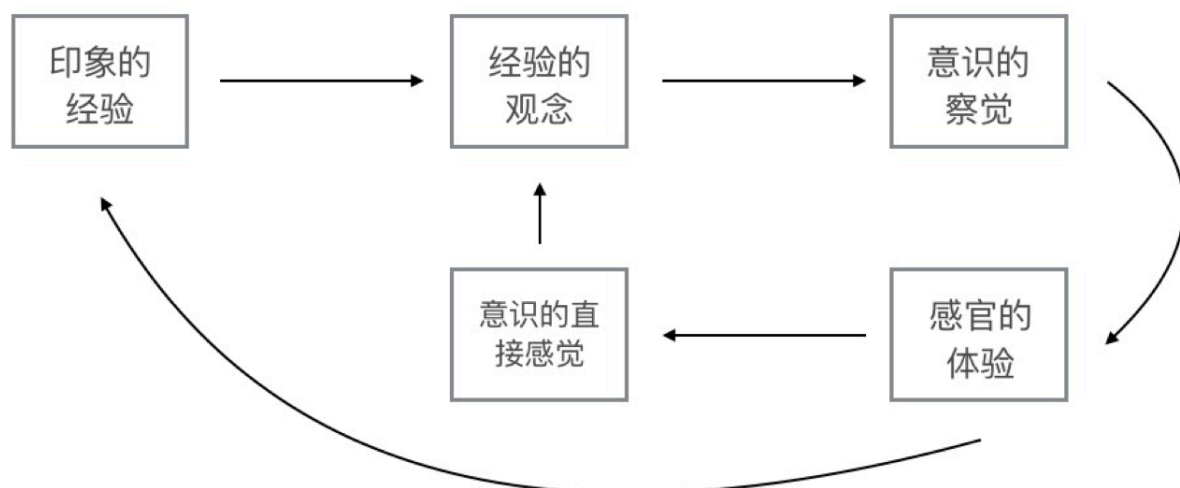 印象的
经验
经验的
观念
意识的
察觉
意识的直
接感觉
感官的
体验